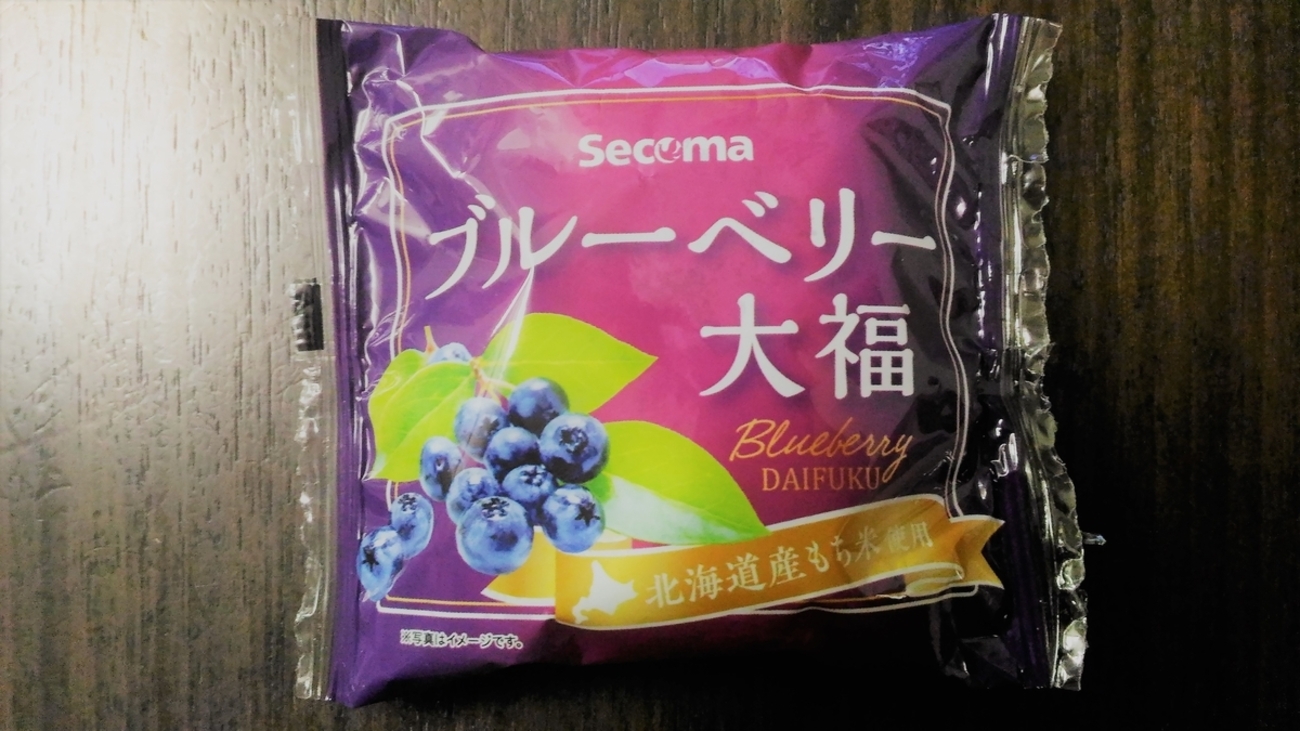 Secoma
ブルーベリー
大福
Blueberry
DAIFUKU
北海道産もち米使用
※写真はイメージです。